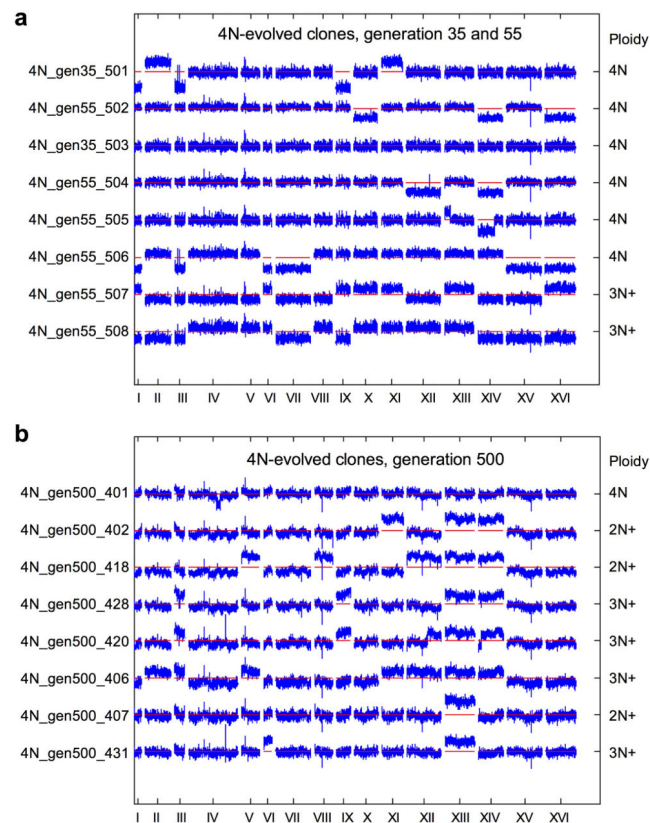 a
4N-evolved clones, generation 35 and 55
Ploidy
4N_gen35_501 4N
4N_gen55_502 4N
4N_gen35_503 4N
4N_gen55_504 4N
4N_gen55_505 4N
4N_gen55_506 4N
4N_gen55_507 3N+
4N_gen55_508 3N+
I II III IV V VI VII VIII IX X XI XII XIII XIV XV XVI
b
4N-evolved clones, generation 500
Ploidy
4N_gen500_401 4N
4N_gen500_402 2N+
4N_gen500_418 2N+
4N_gen500_428 3N+
4N_gen500_420 3N+
4N_gen500_406 3N+
4N_gen500_407 2N+
4N_gen500_431 3N+
I II III IV V VI VII VIII IX X XI XII XIII XIV XV XVI